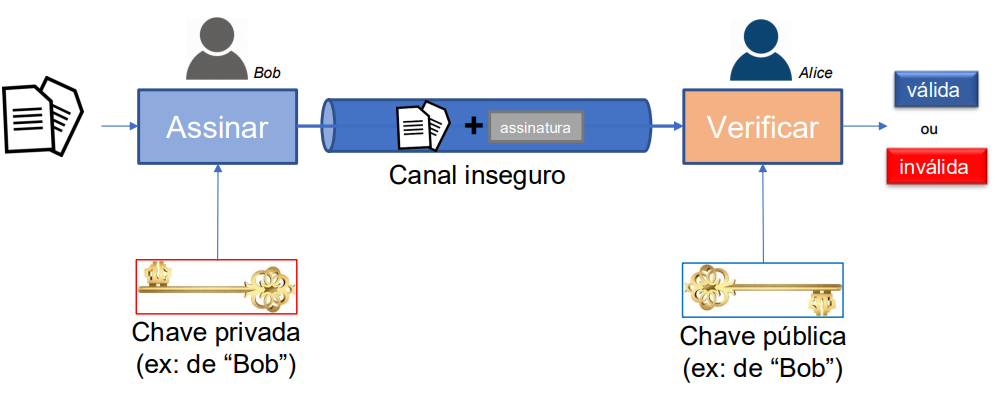 Bob
Alice
Assinar
assinatura
Verificar
válida
ou
inválida
Canal inseguro
Chave privada
(ex: de “Bob”)
Chave pública
(ex: de “Bob”)